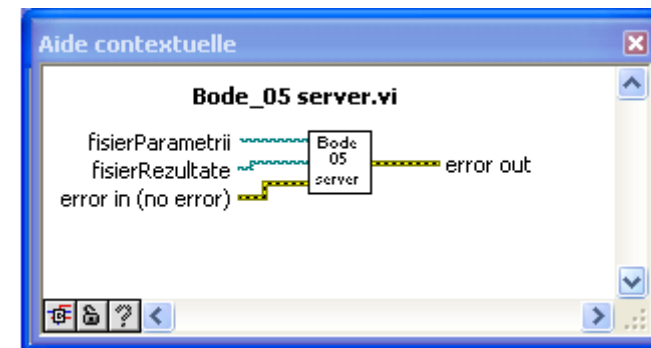 Aide contextuelle
Bode_05 server.vi
fisierParametrii
fisierRezultate
error in (no error)
Bode
05
server
error out
?